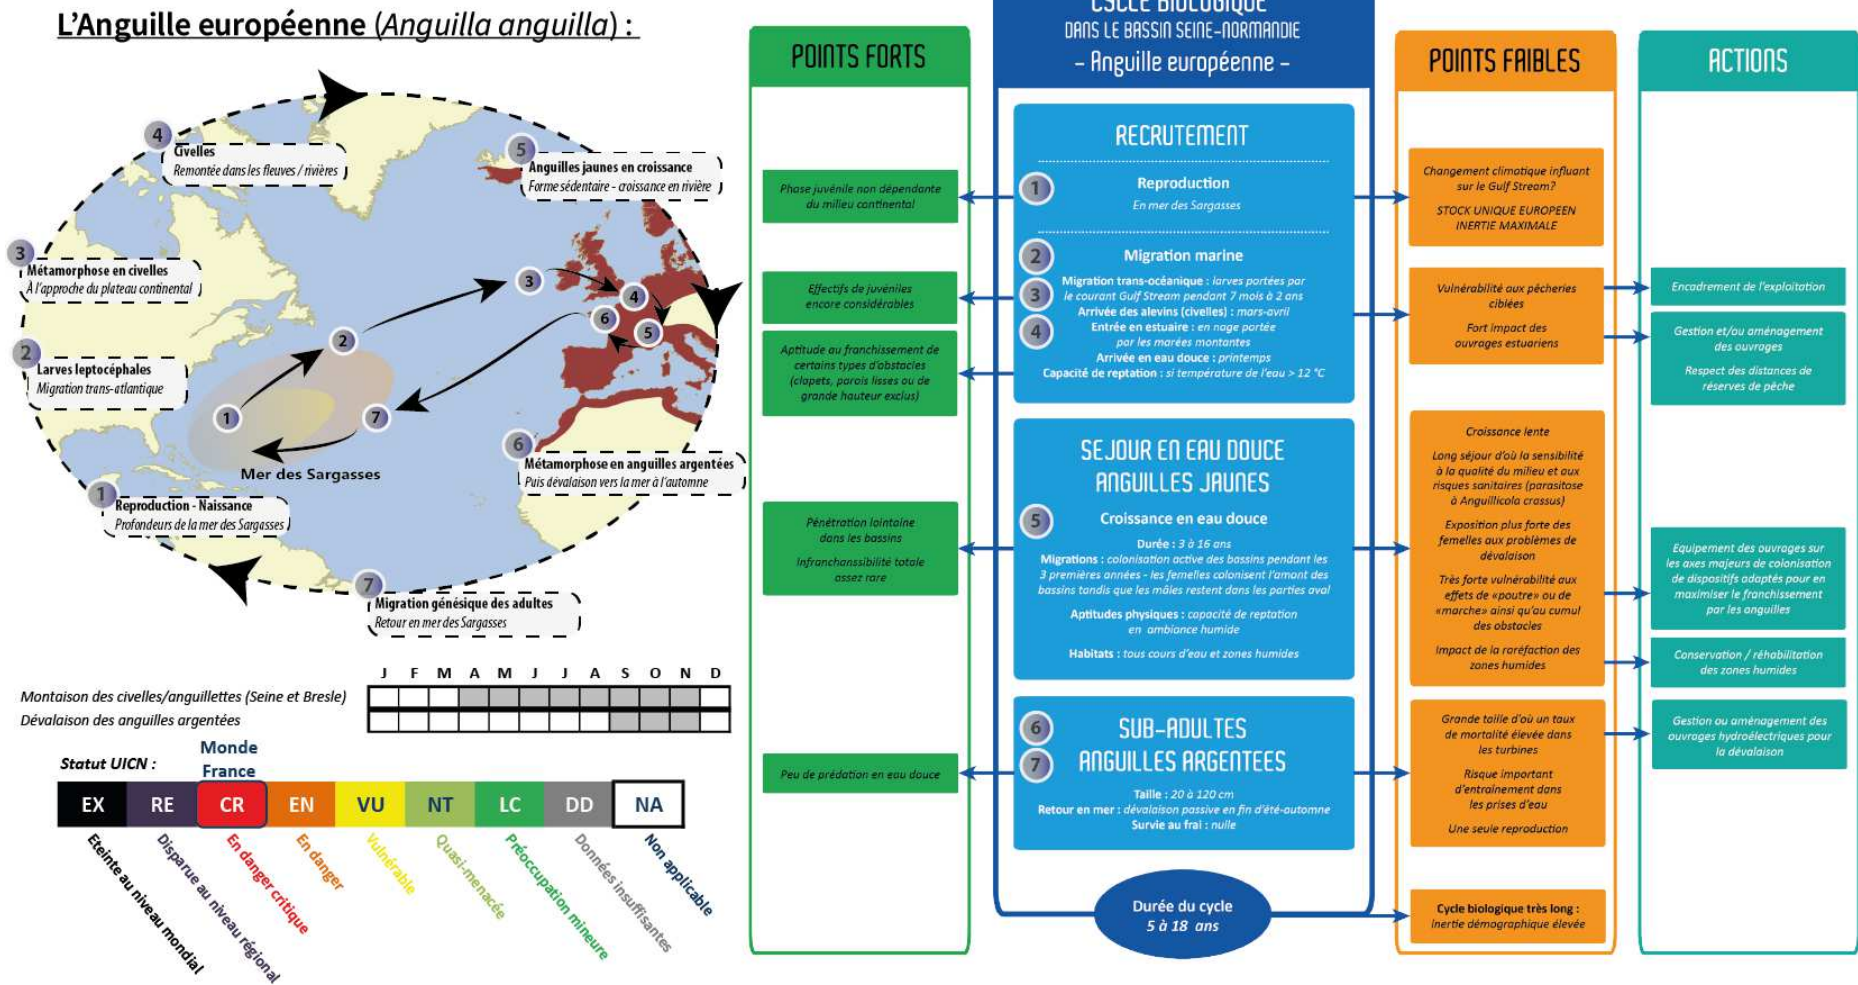 L'Anguille européenne (Anguilla anguilla) :
4
Civelles
Remontée dans les fleuves / rivières
5
Anguilles jaunes en croissance
Forme sédentaire - croissance en rivière
3
Métamorphose en civelles
À l'approche du plateau continental
2
Larves leptocéphales
Migration trans-atlantique
3
4
6
5
2
1
7
Mer des Sargasses
6
Métamorphose en anguilles argentées
Puis dévalaison vers la mer à l'automne
1
Reproduction - Naissance
Profondeurs de la mer des Sargasses
7
Migration génésique des adultes
Retour en mer des Sargasses
J F M A M J J A S O N D
Montaison des civelles/anguillettes (Seine et Bresle)
Dévalaison des anguilles argentées
Statut UICN :
Monde
France
EX RE CR EN VU NT LC DD NA
Eteinte au niveau mondial
Disparue au niveau régional
En danger critique
En danger
Vulnérable
Quasi-menacée
Préoccupation mineure
Données insuffisantes
Non applicable
POINTS FORTS
Phase juvénile non dépendante
du milieu continental
Effectifs de juvéniles
encore considérables
Aptitude au franchissement de
certains types d'obstacles
(clapets, parois lisses ou de
grande hauteur exclus)
Pénétration lointaine
dans les bassins
Infranchanssibilité totale
assez rare
Peu de prédation en eau douce
CYCLE BIOLOGIQUE
DANS LE BASSIN SEINE-NORMANDIE
- Anguille européenne -
RECRUTEMENT
1
Reproduction
En mer des Sargasses
2
Migration marine
3
4
Migration trans-océanique : larves portées par
le courant Gulf Stream pendant 7 mois à 2 ans
Arrivée des alevins (civelles) : mars-avril
Entrée en estuaire : en nage portée
par les marées montantes
Arrivée en eau douce : printemps
Capacité de reptation : si température de l'eau > 12 °C
SEJOUR EN EAU DOUCE
ANGUILLES JAUNES
5
Croissance en eau douce
Durée : 3 à 16 ans
Migrations : colonisation active des bassins pendant les
3 premières années - les femelles colonisent l'amont des
bassins tandis que les mâles restent dans les parties aval
Aptitudes physiques : capacité de reptation
en ambiance humide
Habitats : tous cours d'eau et zones humides
6
7
SUB-ADULTES
ANGUILLES ARGENTEES
Taille : 20 à 120 cm
Retour en mer : dévalaison passive en fin d'été-automne
Survie au frai : nulle
Durée du cycle
5 à 18 ans
POINTS FAIBLES
Changement climatique influant
sur le Gulf Stream?
STOCK UNIQUE EUROPEEN
INERTIE MAXIMALE
Vulnérabilité aux pêcheries
ciblées
Fort impact des
ouvrages estuariens
Croissance lente
Long séjour d'où la sensibilité
à la qualité du milieu et aux
risques sanitaires (parasitose
à Anguillicola crassus)
Exposition plus forte des
femelles aux problèmes de
dévalaison
Très forte vulnérabilité aux
effets de «poutre» ou de
«marche» ainsi qu'au cumul
des obstacles
Impact de la raréfaction des
zones humides
Grande taille d'où un taux
de mortalité élevée dans
les turbines
Risque important
d'entraînement dans
les prises d'eau
Une seule reproduction
Cycle biologique très long :
Inertie démographique élevée
ACTIONS
Encadrement de l'exploitation
Gestion et/ou aménagement
des ouvrages
Respect des distances de
réserves de pêche
Equipement des ouvrages sur
les axes majeurs de colonisation
de dispositifs adaptés pour en
maximiser le franchissement
par les anguilles
Conservation / réhabilitation
des zones humides
Gestion ou aménagement des
ouvrages hydroélectriques pour
la dévalaison